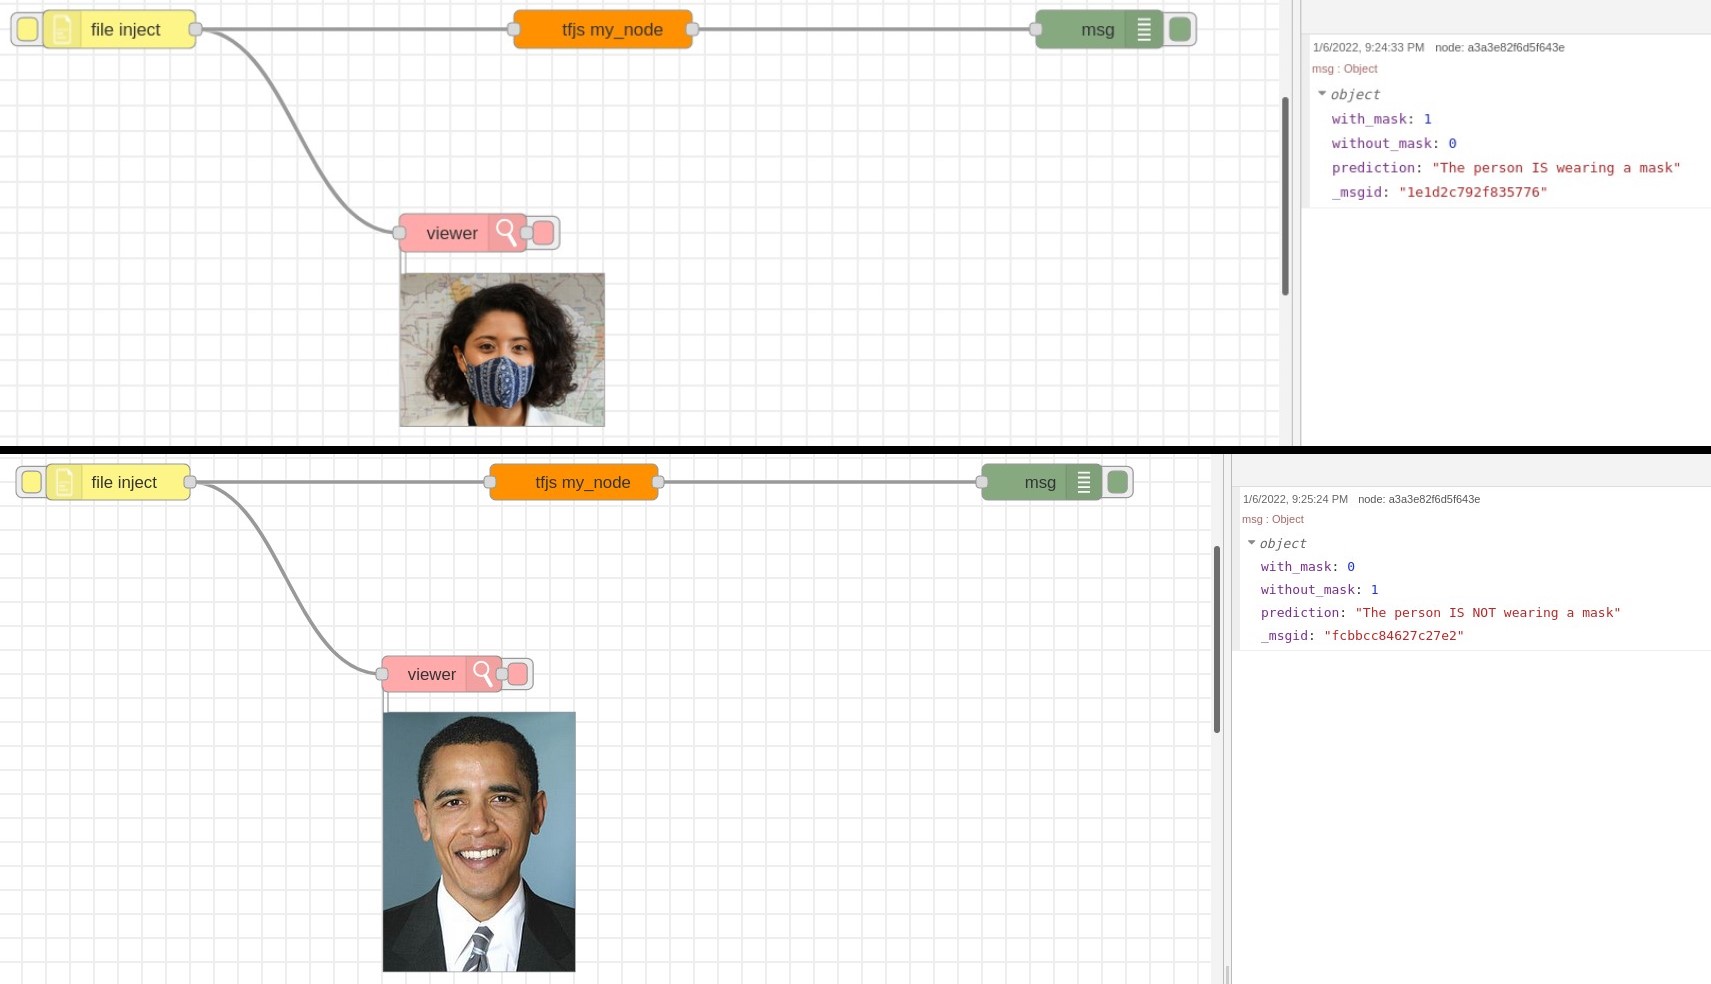 file inject
tfjs my_node
msg
1/6/2022, 9:24:33 PM node: a3a3e82f6d5f643e
msg : Object
object
with_mask: 1
without_mask: 0
prediction: "The person IS wearing a mask"
_msgid: "1e1d2c792f835776"
viewer
file inject
tfjs my_node
msg
1/6/2022, 9:25:24 PM node: a3a3e82f6d5f643e
msg : Object
object
with_mask: 0
without_mask: 1
prediction: "The person IS NOT wearing a mask"
_msgid: "fcbbcc84627c27e2"
viewer